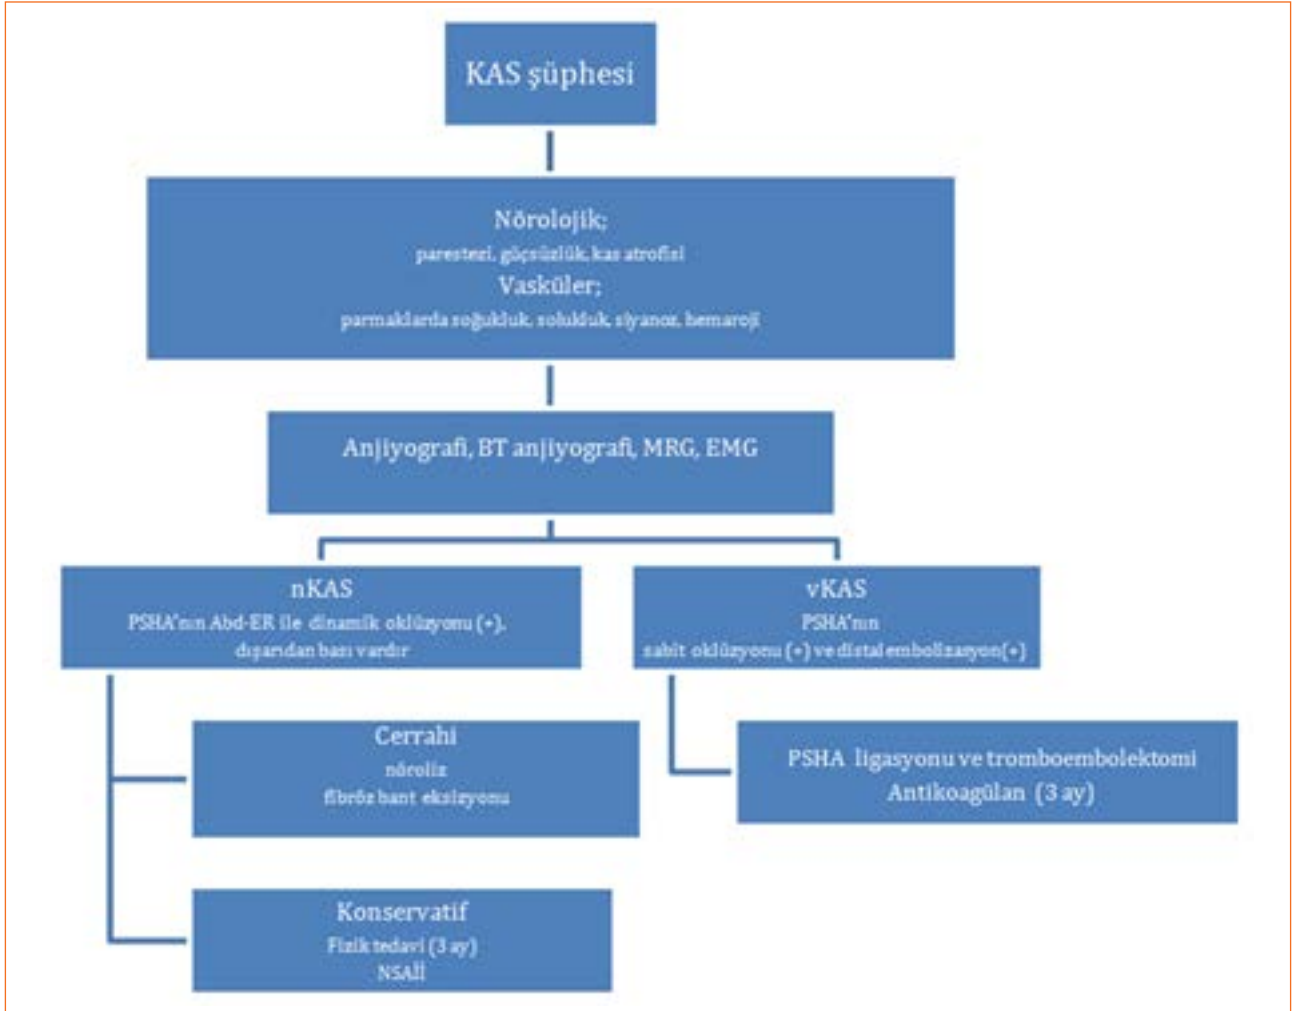 KAS şüphesi
Nörolojik;
parestezi, güçsüzlük, kas atrofisi
Vasküler;
parmaklarda soğukluk, solukluk, siyanoz, hemaroji
Anjiyografi, BT anjiyografi, MRG, EMG
nKAS
PSHA'nın Abd-ER ile dinamik oklüzyonu (+),
dışarıdan bası vardır
vKAS
PSHA'nın
sabit oklüzyonu (+) ve distal embolizasyon(+)
Cerrahi
nöroliz
fibröz bant eksizyonu
PSHA ligasyonu ve tromboembolektomi
Antikoagülan (3 ay)
Konservatif
Fizik tedavi (3 ay)
NSAİİ